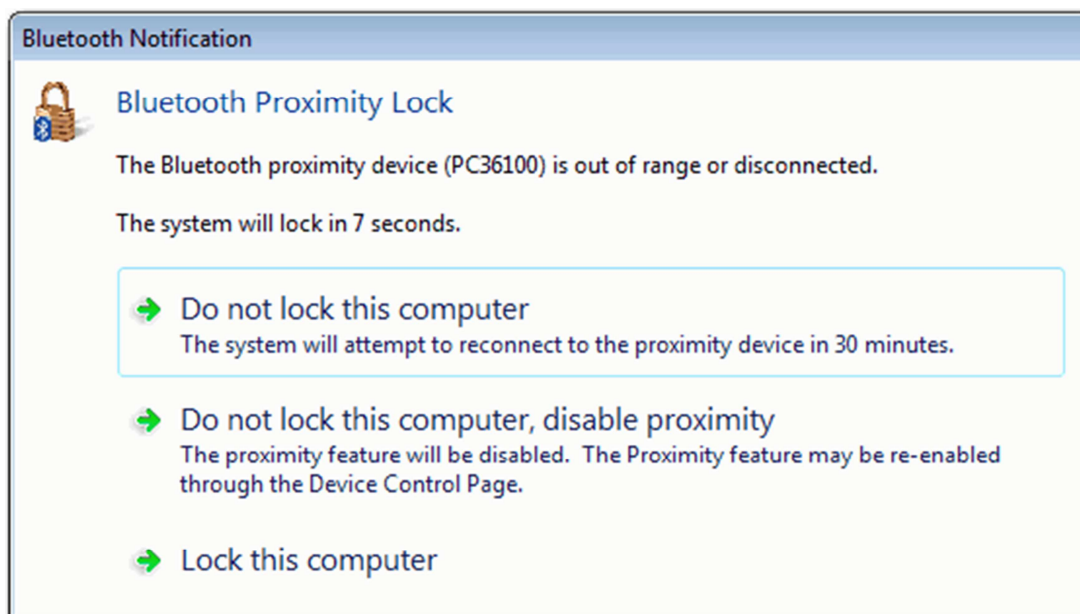 Bluetooth Notification
Bluetooth Proximity Lock
The Bluetooth proximity device (PC36100) is out of range or disconnected.
The system will lock in 7 seconds.
Do not lock this computer
The system will attempt to reconnect to the proximity device in 30 minutes.
Do not lock this computer, disable proximity
The proximity feature will be disabled.  The Proximity feature may be re-enabled
through the Device Control Page.
Lock this computer